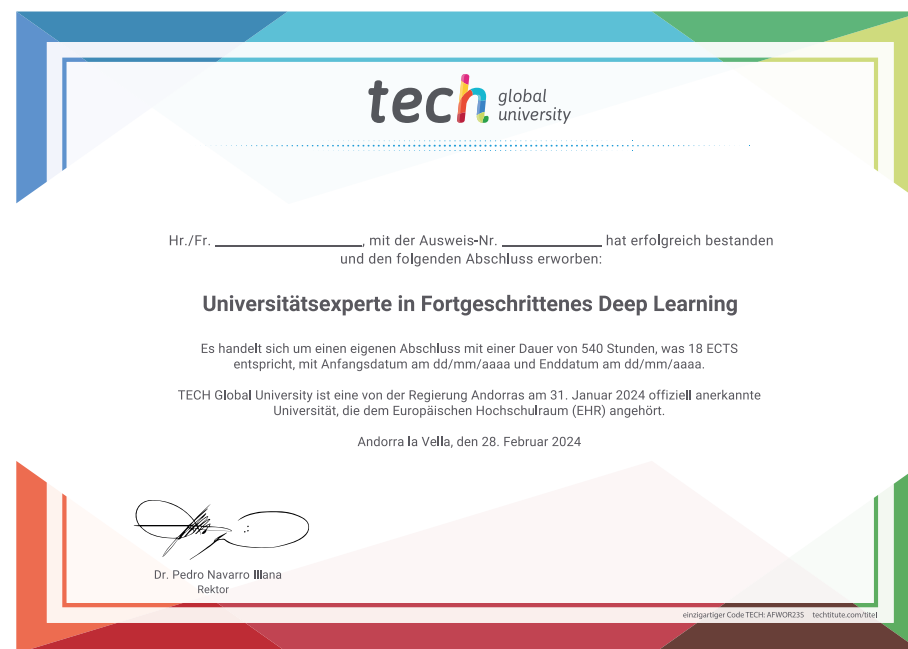 tech global university
Hr./Fr. ____________________, mit der Ausweis-Nr. ______________ hat erfolgreich bestanden
und den folgenden Abschluss erworben:
Universitätsexperte in Fortgeschrittenes Deep Learning
Es handelt sich um einen eigenen Abschluss mit einer Dauer von 540 Stunden, was 18 ECTS
entspricht, mit Anfangsdatum am dd/mm/aaaa und Enddatum am dd/mm/aaaa.
TECH Global University ist eine von der Regierung Andorras am 31. Januar 2024 offiziell anerkannte
Universität, die dem Europäischen Hochschulraum (EHR) angehört.
Andorra la Vella, den 28. Februar 2024
Dr. Pedro Navarro Illana
Rektor
einzigartiger Code TECH: AFWOR235 techtitute.com/titel